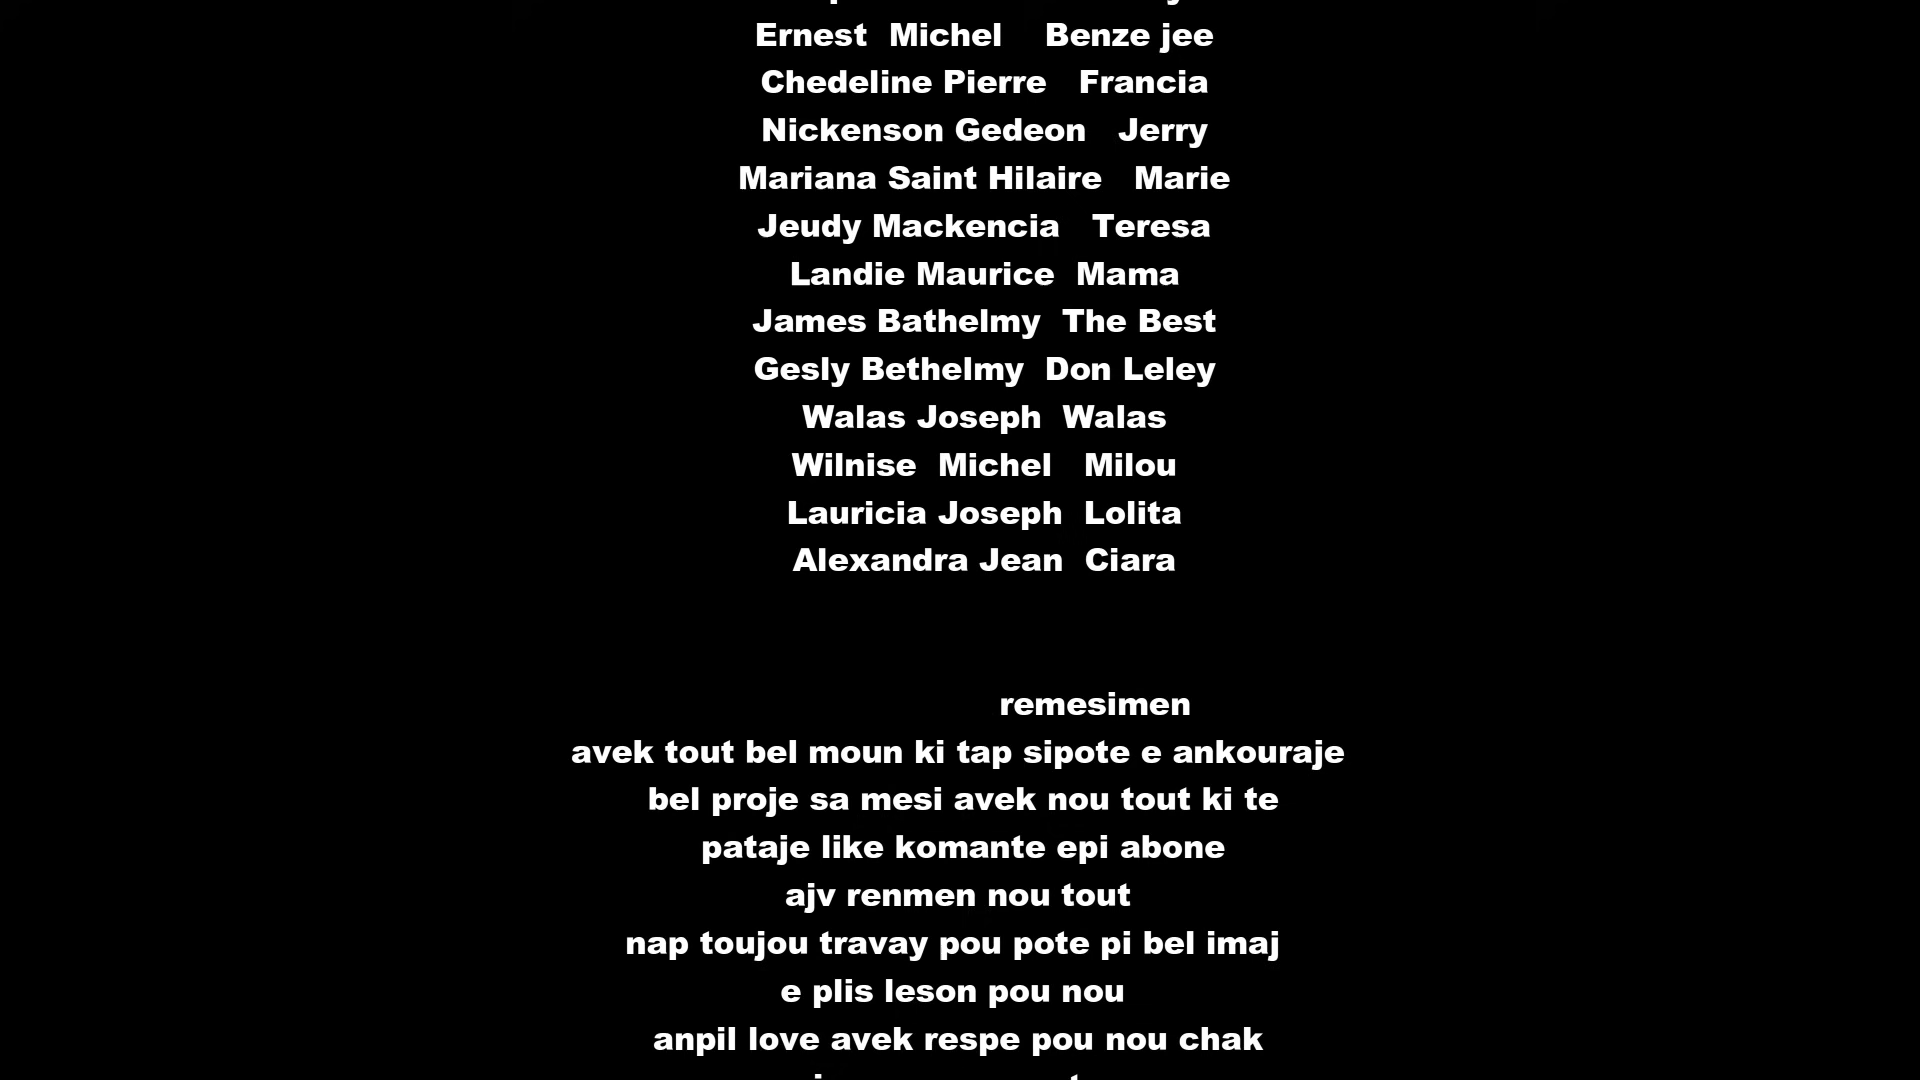 Ernest Michel Benze jee
Chedeline Pierre Francia
Nickenson Gedeon Jerry
Mariana Saint Hilaire Marie
Jeudy Mackencia Teresa
Landie Maurice Mama
James Bathelmy The Best
Gesly Bethelmy Don Leley
Walas Joseph Walas
Wilnise Michel Milou
Lauricia Joseph Lolita
Alexandra Jean Ciara
remesimen
avek tout bel moun ki tap sipote e ankouraje
bel proje sa mesi avek nou tout ki te
pataje like komante epi abone
ajv renmen nou tout
nap toujou travay pou pote pi bel imaj
e plis leson pou nou
anpil love avek respe pou nou chak